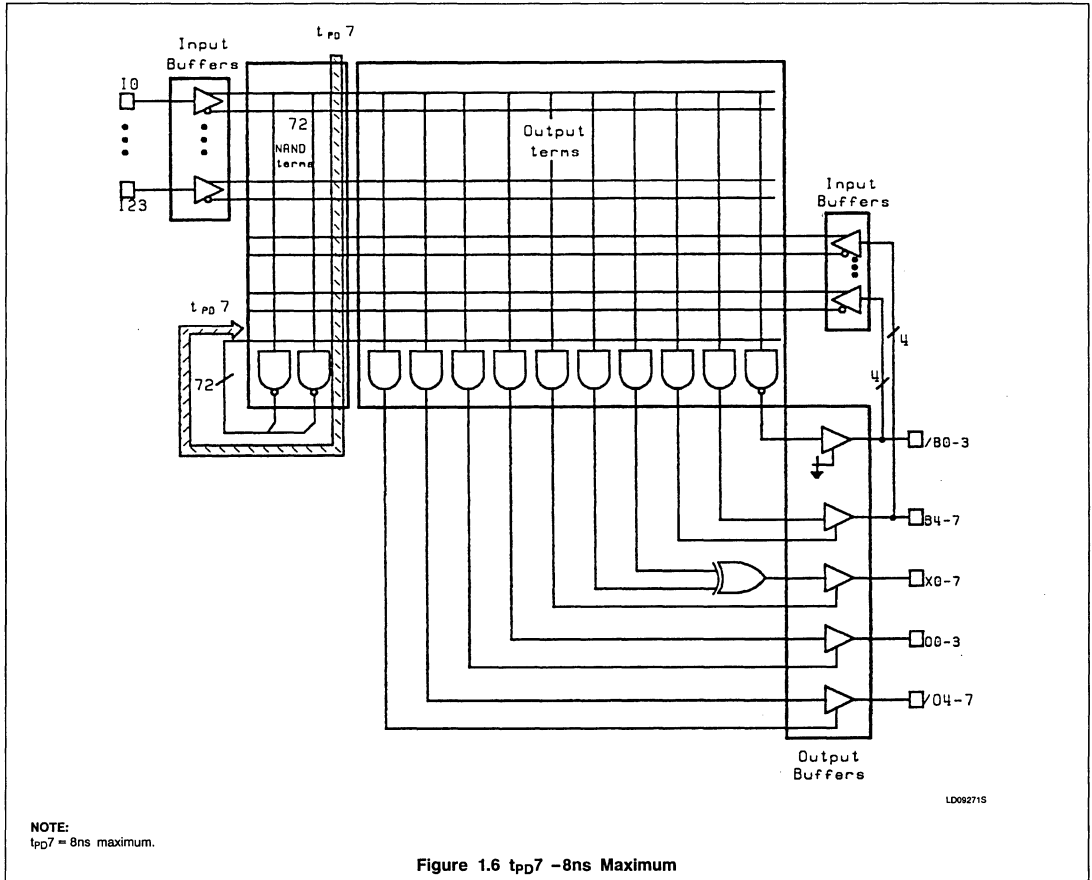 t PD 7
Input
Buffers
I0
I23
72
NAND
terms
Output
terms
Input
Buffers
t PD 7
72
4
4
/B0-3
B4-7
X0-7
O0-3
/O4-7
Output
Buffers
LD09271S
NOTE:
tPD7 = 8ns maximum.
Figure 1.6 tPD7 –8ns Maximum